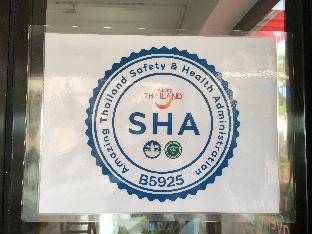 Amazing Thailand Safety & Health Administration
amazing
THAILAND
SHA
B5925